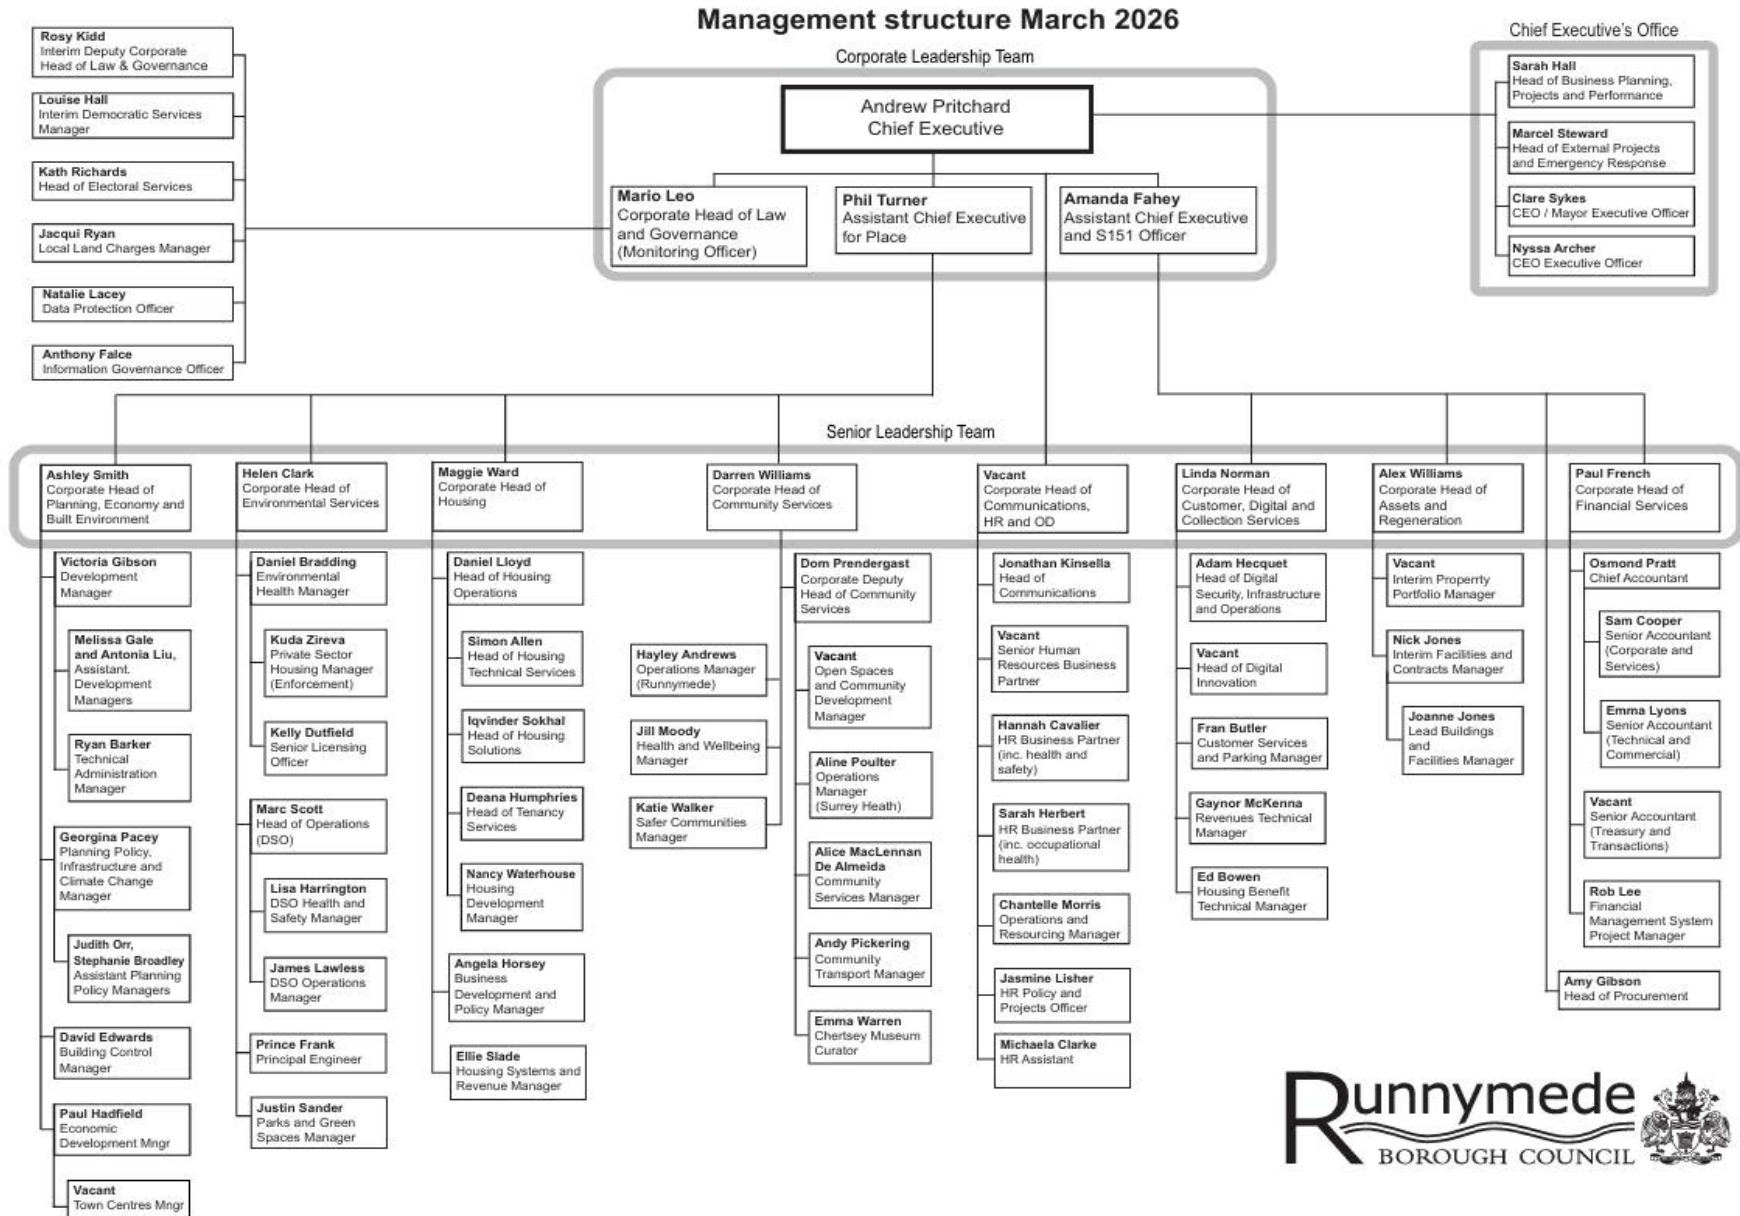 Management structure March 2026
Corporate Leadership Team
Chief Executive's Office
Andrew Pritchard
Chief Executive
Mario Leo
Corporate Head of Law
and Governance
(Monitoring Officer)
Phil Turner
Assistant Chief Executive
for Place
Amanda Fahey
Assistant Chief Executive
and S151 Officer
Sarah Hall
Head of Business Planning,
Projects and Performance
Marcel Steward
Head of External Projects
and Emergency Response
Clare Sykes
CEO / Mayor Executive Officer
Nyssa Archer
CEO Executive Officer
Rosy Kidd
Interim Deputy Corporate
Head of Law & Governance
Louise Hall
Interim Democratic Services
Manager
Kath Richards
Head of Electoral Services
Jacqui Ryan
Local Land Charges Manager
Natalie Lacey
Data Protection Officer
Anthony Falce
Information Governance Officer
Senior Leadership Team
Ashley Smith
Corporate Head of
Planning, Economy and
Built Environment
Victoria Gibson
Development
Manager
Melissa Gale
and Antonia Liu,
Assistant.
Development
Managers
Ryan Barker
Technical
Administration
Manager
Georgina Pacey
Planning Policy,
Infrastructure and
Climate Change
Manager
Judith Orr,
Stephanie Broadley
Assistant Planning
Policy Managers
David Edwards
Building Control
Manager
Paul Hadfield
Economic
Development Mngr
Vacant
Town Centres Mngr
Helen Clark
Corporate Head of
Environmental Services
Daniel Bradding
Environmental
Health Manager
Kuda Zireva
Private Sector
Housing Manager
(Enforcement)
Kelly Dutfield
Senior Licensing
Officer
Marc Scott
Head of Operations
(DSO)
Lisa Harrington
DSO Health and
Safety Manager
James Lawless
DSO Operations
Manager
Prince Frank
Principal Engineer
Justin Sander
Parks and Green
Spaces Manager
Maggie Ward
Corporate Head of
Housing
Daniel Lloyd
Head of Housing
Operations
Simon Allen
Head of Housing
Technical Services
Iqvinder Sokhal
Head of Housing
Solutions
Deana Humphries
Head of Tenancy
Services
Nancy Waterhouse
Housing
Development
Manager
Angela Horsey
Business
Development and
Policy Manager
Ellie Slade
Housing Systems and
Revenue Manager
Darren Williams
Corporate Head of
Community Services
Hayley Andrews
Operations Manager
(Runnymede)
Jill Moody
Health and Wellbeing
Manager
Katie Walker
Safer Communities
Manager
Dom Prendergast
Corporate Deputy
Head of Community
Services
Vacant
Open Spaces
and Community
Development
Manager
Aline Poulter
Operations
Manager
(Surrey Heath)
Alice MacLennan
De Almeida
Community
Services Manager
Andy Pickering
Community
Transport Manager
Emma Warren
Chertsey Museum
Curator
Vacant
Corporate Head of
Communications,
HR and OD
Jonathan Kinsella
Head of
Communications
Vacant
Senior Human
Resources Business
Partner
Hannah Cavalier
HR Business Partner
(inc. health and
safety)
Sarah Herbert
HR Business Partner
(inc. occupational
health)
Chantelle Morris
Operations and
Resourcing Manager
Jasmine Lisher
HR Policy and
Projects Officer
Michaela Clarke
HR Assistant
Linda Norman
Corporate Head of
Customer, Digital and
Collection Services
Adam Hecquet
Head of Digital
Security, Infrastructure
and Operations
Vacant
Head of Digital
Innovation
Fran Butler
Customer Services
and Parking Manager
Gaynor McKenna
Revenues Technical
Manager
Ed Bowen
Housing Benefit
Technical Manager
Alex Williams
Corporate Head of
Assets and
Regeneration
Vacant
Interim Properrty
Portfolio Manager
Nick Jones
Interim Facilities and
Contracts Manager
Joanne Jones
Lead Buildings
and
Facilities Manager
Paul French
Corporate Head of
Financial Services
Osmond Pratt
Chief Accountant
Sam Cooper
Senior Accountant
(Corporate and
Services)
Emma Lyons
Senior Accountant
(Technical and
Commercial)
Vacant
Senior Accountant
(Treasury and
Transactions)
Rob Lee
Financial
Management System
Project Manager
Amy Gibson
Head of Procurement
Runnymede
BOROUGH COUNCIL